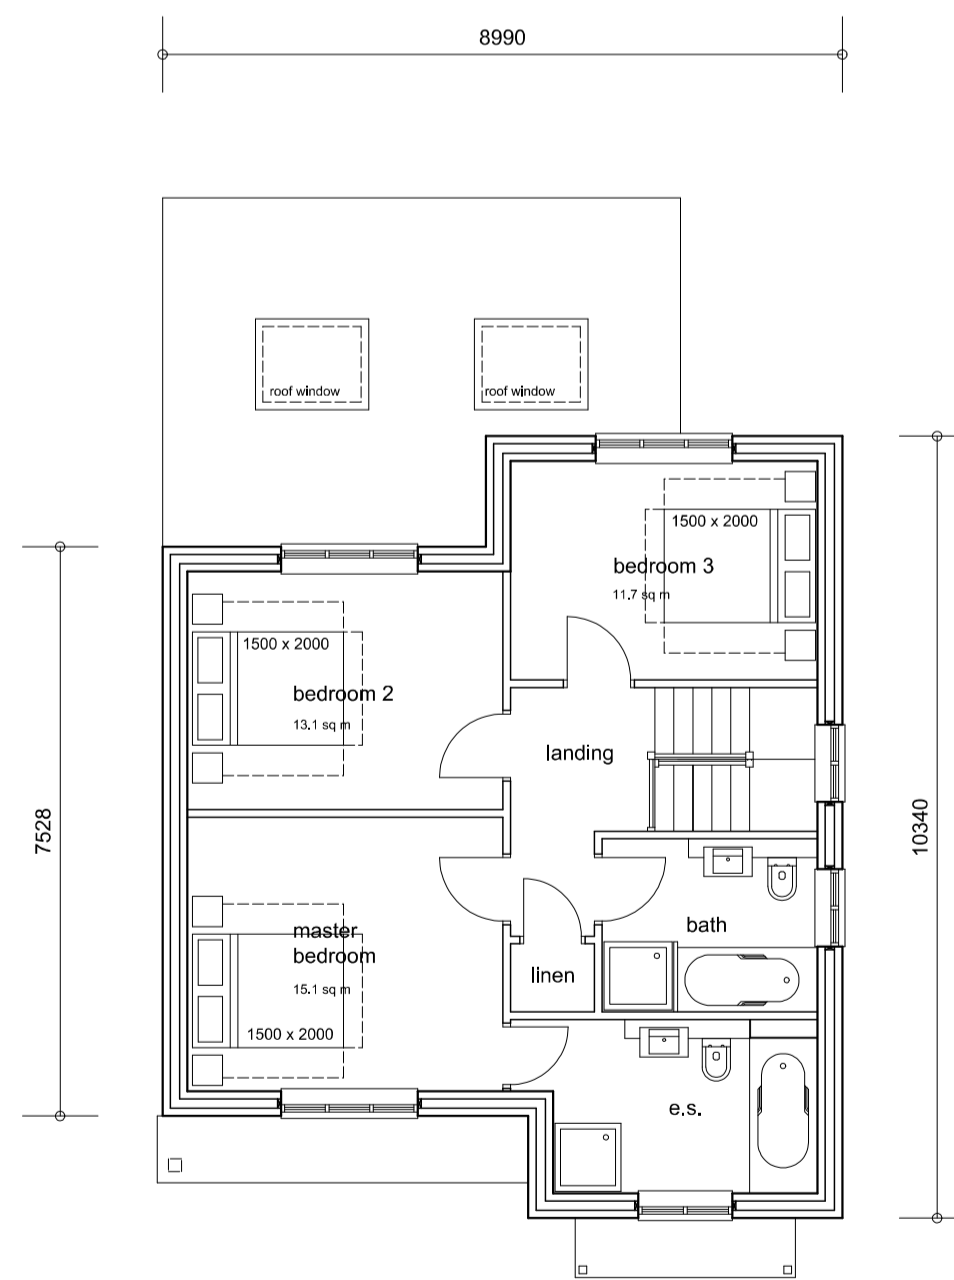 8990
roof window
roof window
1500 x 2000
bedroom 3
11.7 sq m
1500 x 2000
bedroom 2
13.1 sq m
landing
7528
10340
master
bedroom
15.1 sq m
1500 x 2000
bath
linen
e.s.